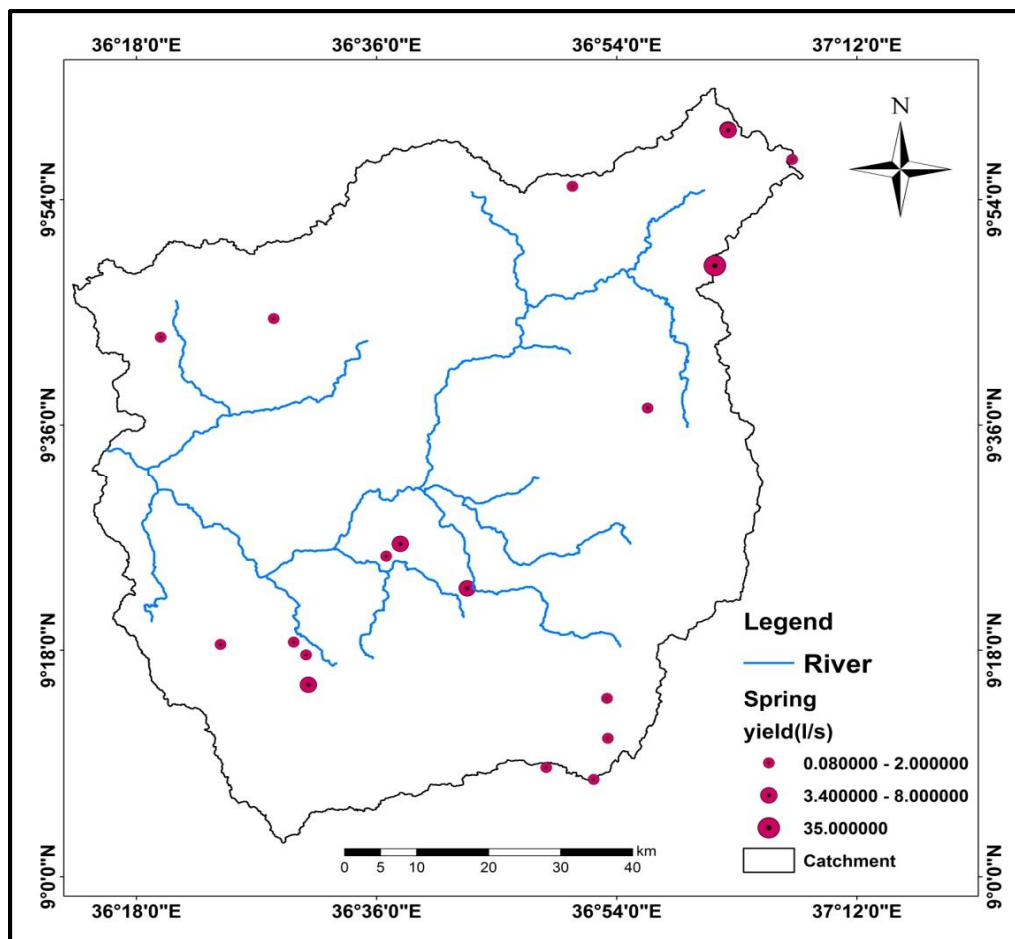 36°18'0"E 36°36'0"E 36°54'0"E 37°12'0"E
N
9°54'0"N 9°54'0"N
9°36'0"N 9°36'0"N
9°18'0"N 9°18'0"N
9°0'0"N 9°0'0"N
Legend
River
Spring
yield(l/s)
0.080000 - 2.000000
3.400000 - 8.000000
35.000000
Catchment
km
0 5 10 20 30 40
36°18'0"E 36°36'0"E 36°54'0"E 37°12'0"E